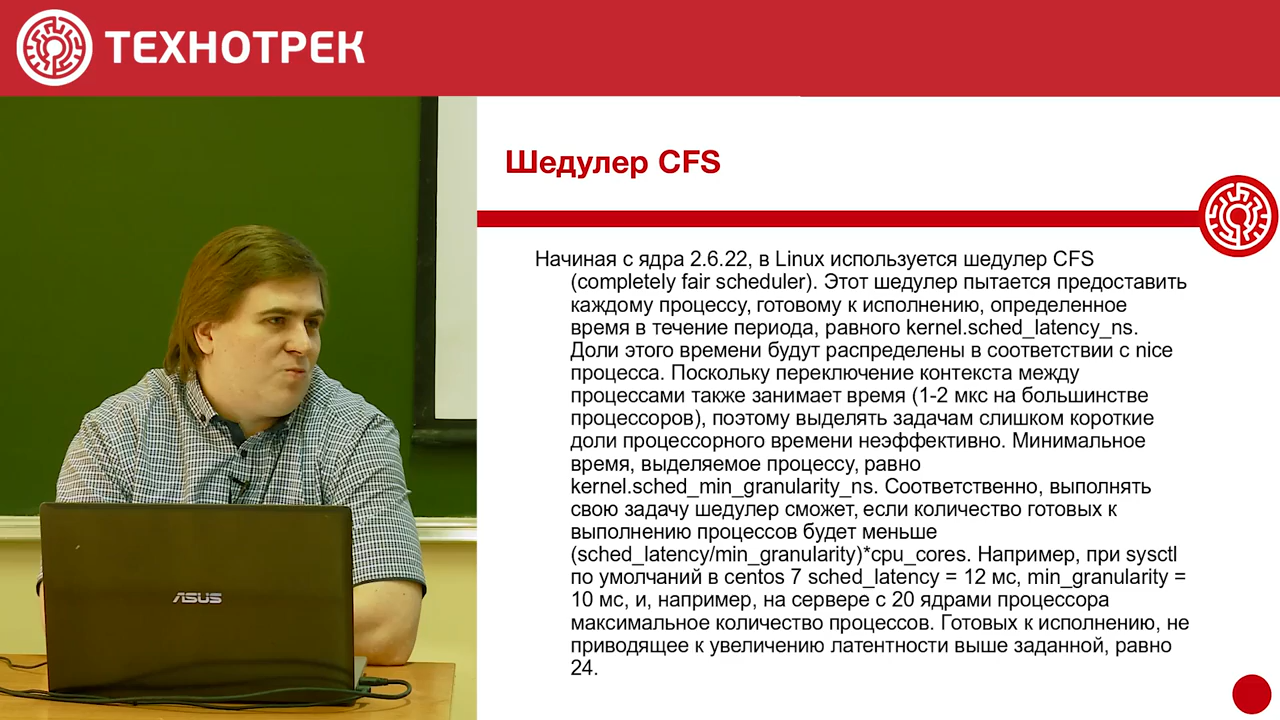 ТЕХНОТРЕК
Шедулер CFS
Начиная с ядра 2.6.22, в Linux используется шедулер CFS
(completely fair scheduler). Этот шедулер пытается предоставить
каждому процессу, готовому к исполнению, определенное
время в течение периода, равного kernel.sched_latency_ns.
Доли этого времени будут распределены в соответствии с nice
процесса. Поскольку переключение контекста между
процессами также занимает время (1-2 мкс на большинстве
процессоров), поэтому выделять задачам слишком короткие
доли процессорного времени неэффективно. Минимальное
время, выделяемое процессу, равно
kernel.sched_min_granularity_ns. Соответственно, выполнять
свою задачу шедулер сможет, если количество готовых к
выполнению процессов будет меньше
(sched_latency/min_granularity)*cpu_cores. Например, при sysctl
по умолчаний в centos 7 sched_latency = 12 мс, min_granularity =
10 мс, и, например, на сервере с 20 ядрами процессора
максимальное количество процессов. Готовых к исполнению, не
приводящее к увеличению латентности выше заданной, равно
24.
ASUS